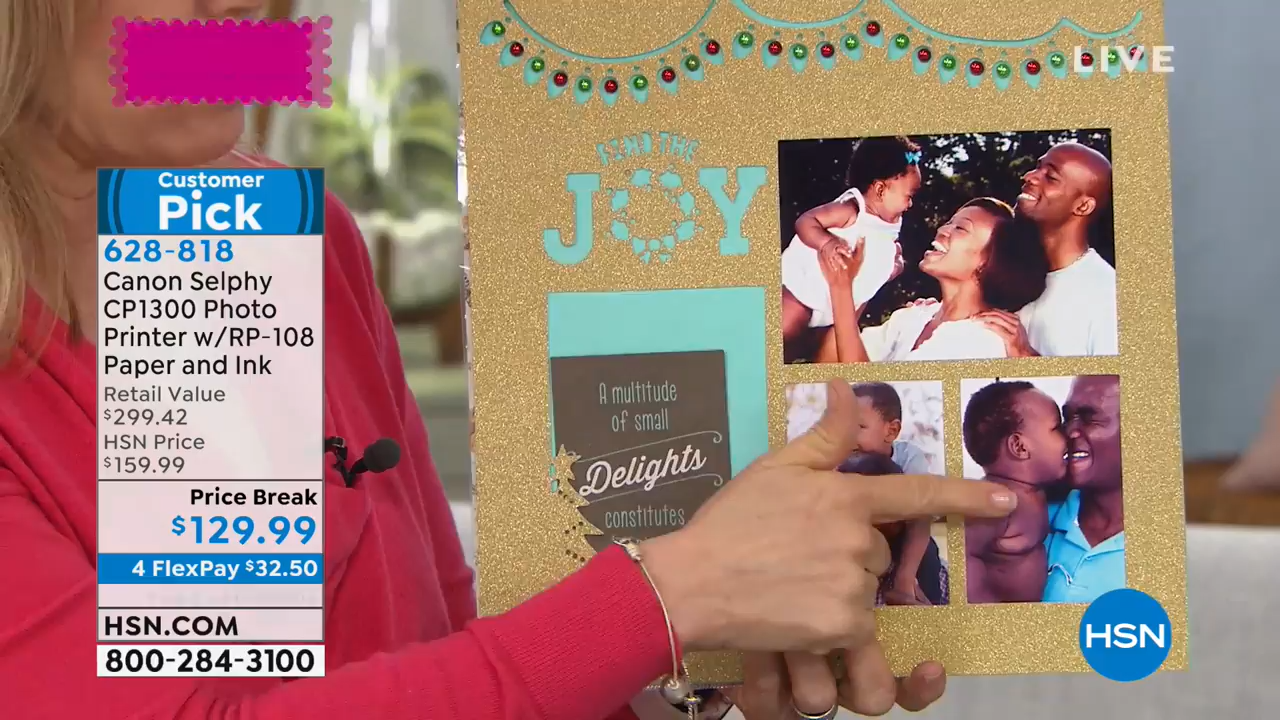 LIVE
Customer
Pick
628-818
Canon Selphy
CP1300 Photo
Printer w/RP-108
Paper and Ink
Retail Value
$299.42
HSN Price
$159.99
Price Break
$129.99
4 FlexPay $32.50
HSN.COM
800-284-3100
FIND THE
JOY
A multitude
of small
Delights
constitutes
HSN